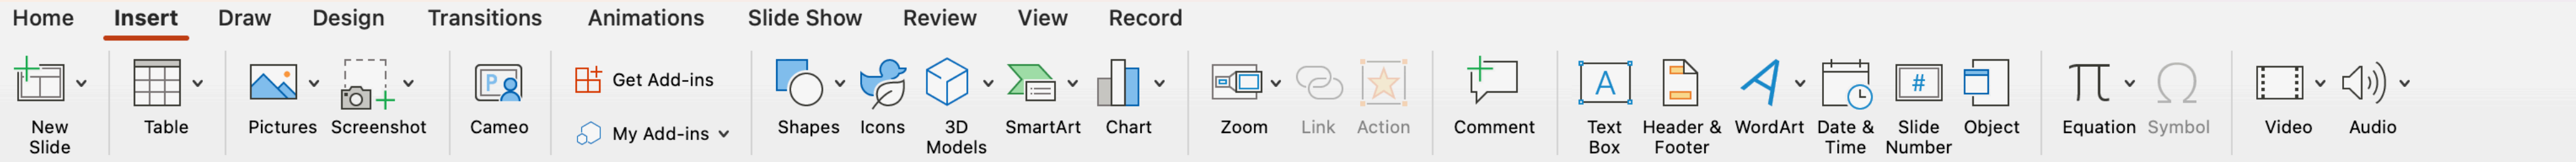 Home Insert Draw Design Transitions Animations Slide Show Review View Record
Get Add-ins
My Add-ins
New Slide
Table
Pictures
Screenshot
Cameo
Shapes
Icons
3D Models
SmartArt
Chart
Zoom
Link
Action
Comment
Text Box
Header & Footer
WordArt
Date & Time
Slide Number
Object
Equation
Symbol
Video
Audio